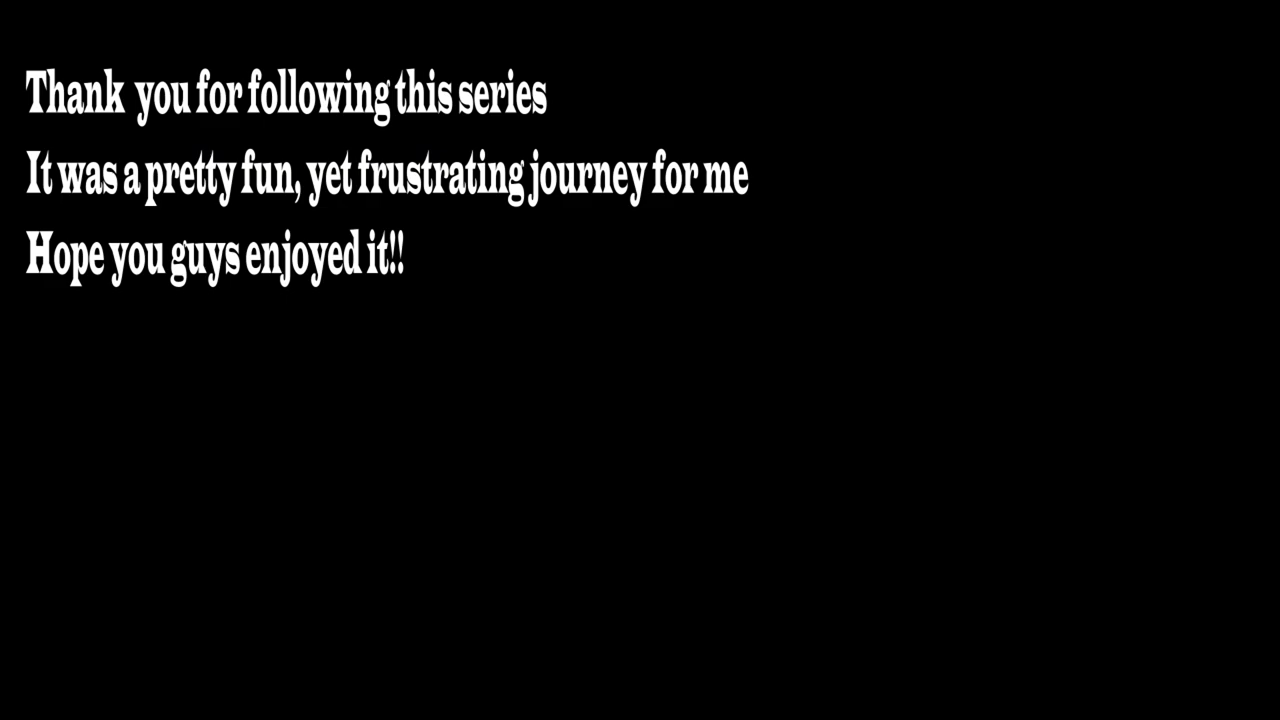 Thank you for following this series
It was a pretty fun, yet frustrating journey for me
Hope you guys enjoyed it!!